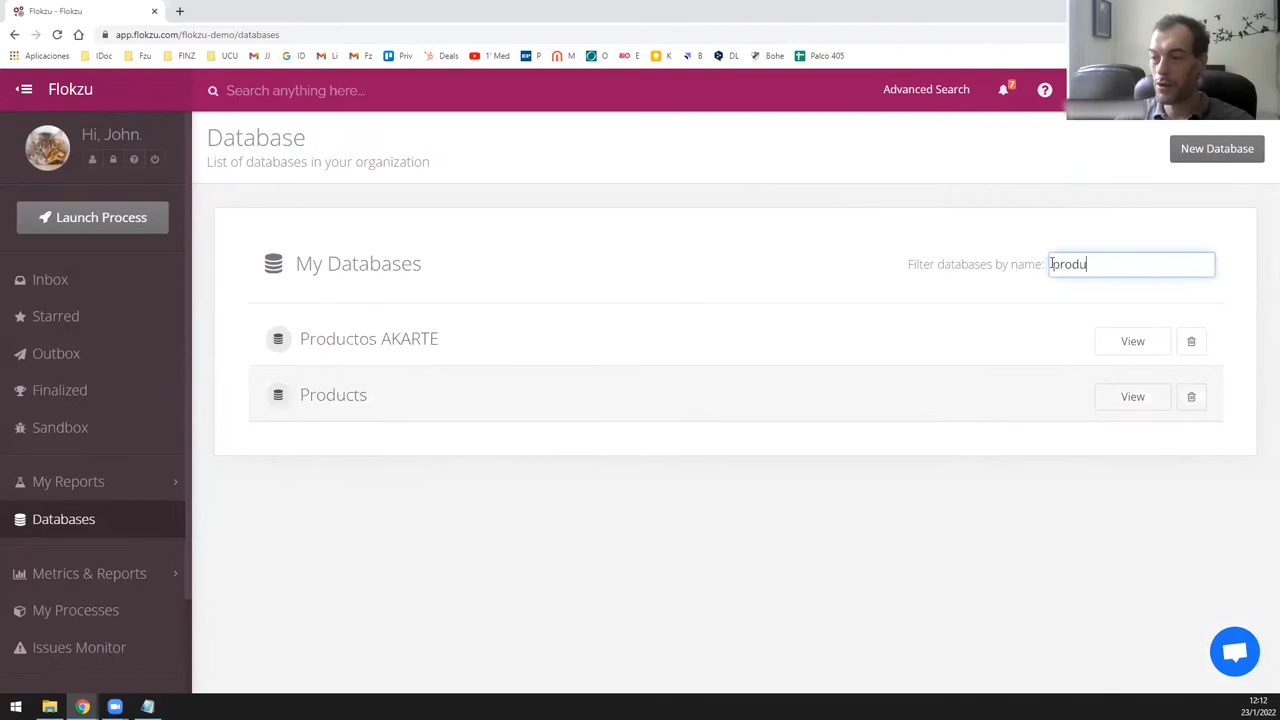 Flokzu - Flokzu
app.flokzu.com/flokzu-demo/databases
Aplicaciones IDoc Fzu FINZ UCU JJ ID Li Fz Priv Deals 1' Med P M O E K B DL Bohe Palco 405
Flokzu
Search anything here...
Advanced Search
7
Hi, John.
Database
List of databases in your organization
New Database
Launch Process
My Databases
Filter databases by name: produ
Inbox
Starred
Outbox
Finalized
Sandbox
Productos AKARTE
View
Products
View
My Reports
Databases
Metrics & Reports
My Processes
Issues Monitor
12:12
23/1/2022